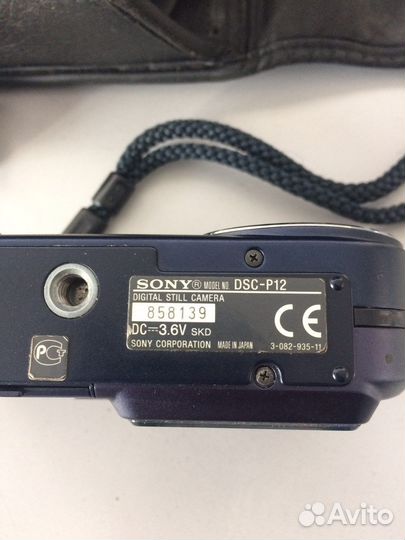 SONY® MODEL NO. DSC-P12
DIGITAL STILL CAMERA
858139
DC⎓3.6V SKD
SONY CORPORATION MADE IN JAPAN
CE
3-082-935-11
РСТ
Avito